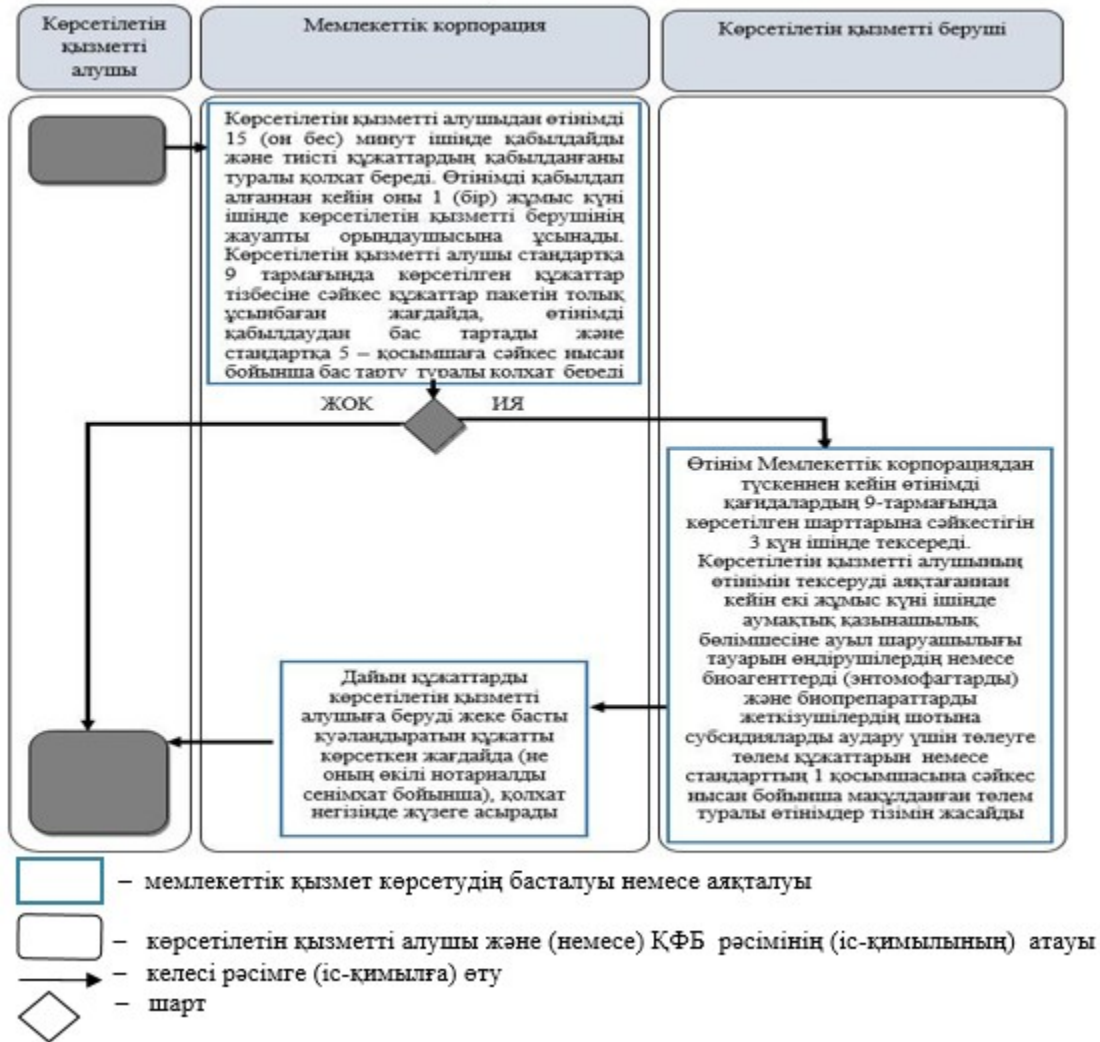 Көрсетілетін
қызметті
алушы
Мемлекеттік корпорация
Көрсетілетін қызметті беруші
Көрсетілетін қызметті алушыдан өтінімді
15 (он бес) минут ішінде қабылдайды
және тиісті құжаттардың қабылданғаны
туралы қолхат береді. Өтінімді қабылдап
алғаннан кейін оны 1 (бір) жұмыс күні
ішінде көрсетілетін қызметті берушінің
жауапты орындаушысына ұсынады.
Көрсетілетін қызметті алушы стандартқа
9 тармағында көрсетілген құжаттар
тізбесіне сәйкес құжаттар пакетін толық
ұсынбаған жағдайда, өтінімді
қабылдаудан бас тартады және
стандартқа 5 – қосымшаға сәйкес нысан
бойынша бас тарту туралы қолхат береді
ЖОК
ИЯ
Өтінім Мемлекеттік корпорациядан
түскеннен кейін өтінімді
қағидалардың 9-тармағында
көрсетілген шарттарына сәйкестігін
3 күн ішінде тексереді.
Көрсетілетін қызметті алушының
өтінімін тексеруді аяқтағаннан
кейін екі жұмыс күні ішінде
аумақтық қазынашылық
бөлімшесіне ауыл шаруашылығы
тауарын өндірушілердің немесе
биоагенттерді (энтомофагтарды)
және биопрепараттарды
жеткізушілердің шотына
субсидияларды аудару үшін төлеуге
төлем құжаттарын немесе
стандарттың 1 қосымшасына сәйкес
нысан бойынша мақұлданған төлем
туралы өтінімдер тізімін жасайды
Дайын құжаттарды
көрсетілетін қызметті
алушыға беруді жеке басты
куәландыратын құжатты
көрсеткен жағдайда (не
оның өкілі нотариалды
сенімхат бойынша), қолхат
негізінде жүзеге асырады
– мемлекеттік қызмет көрсетудің басталуы немесе аяқталуы
– көрсетілетін қызметті алушы және (немесе) ҚФБ рәсімінің (іс-қимылының) атауы
– келесі рәсімге (іс-қимылға) өту
– шарт